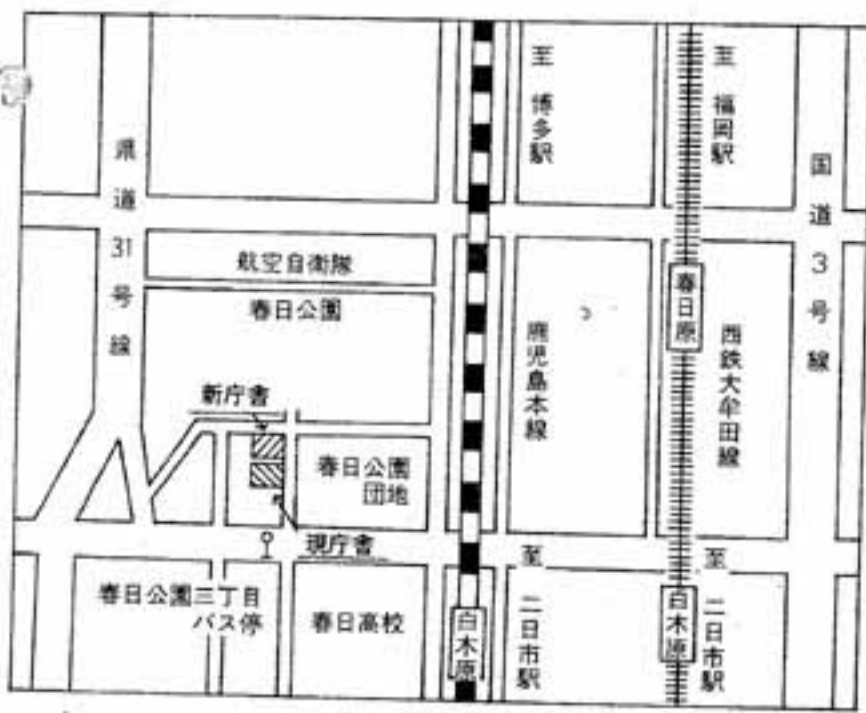 県道31号線
航空自衛隊
春日公園
新庁舎
春日公園
団地
現庁舎
春日公園三丁目
バス停
春日高校
至 博多駅
鹿児島本線
至 二日市駅
白木原
至 福岡駅
春日原
西鉄大牟田線
至 二日市駅
白木原
国道3号線